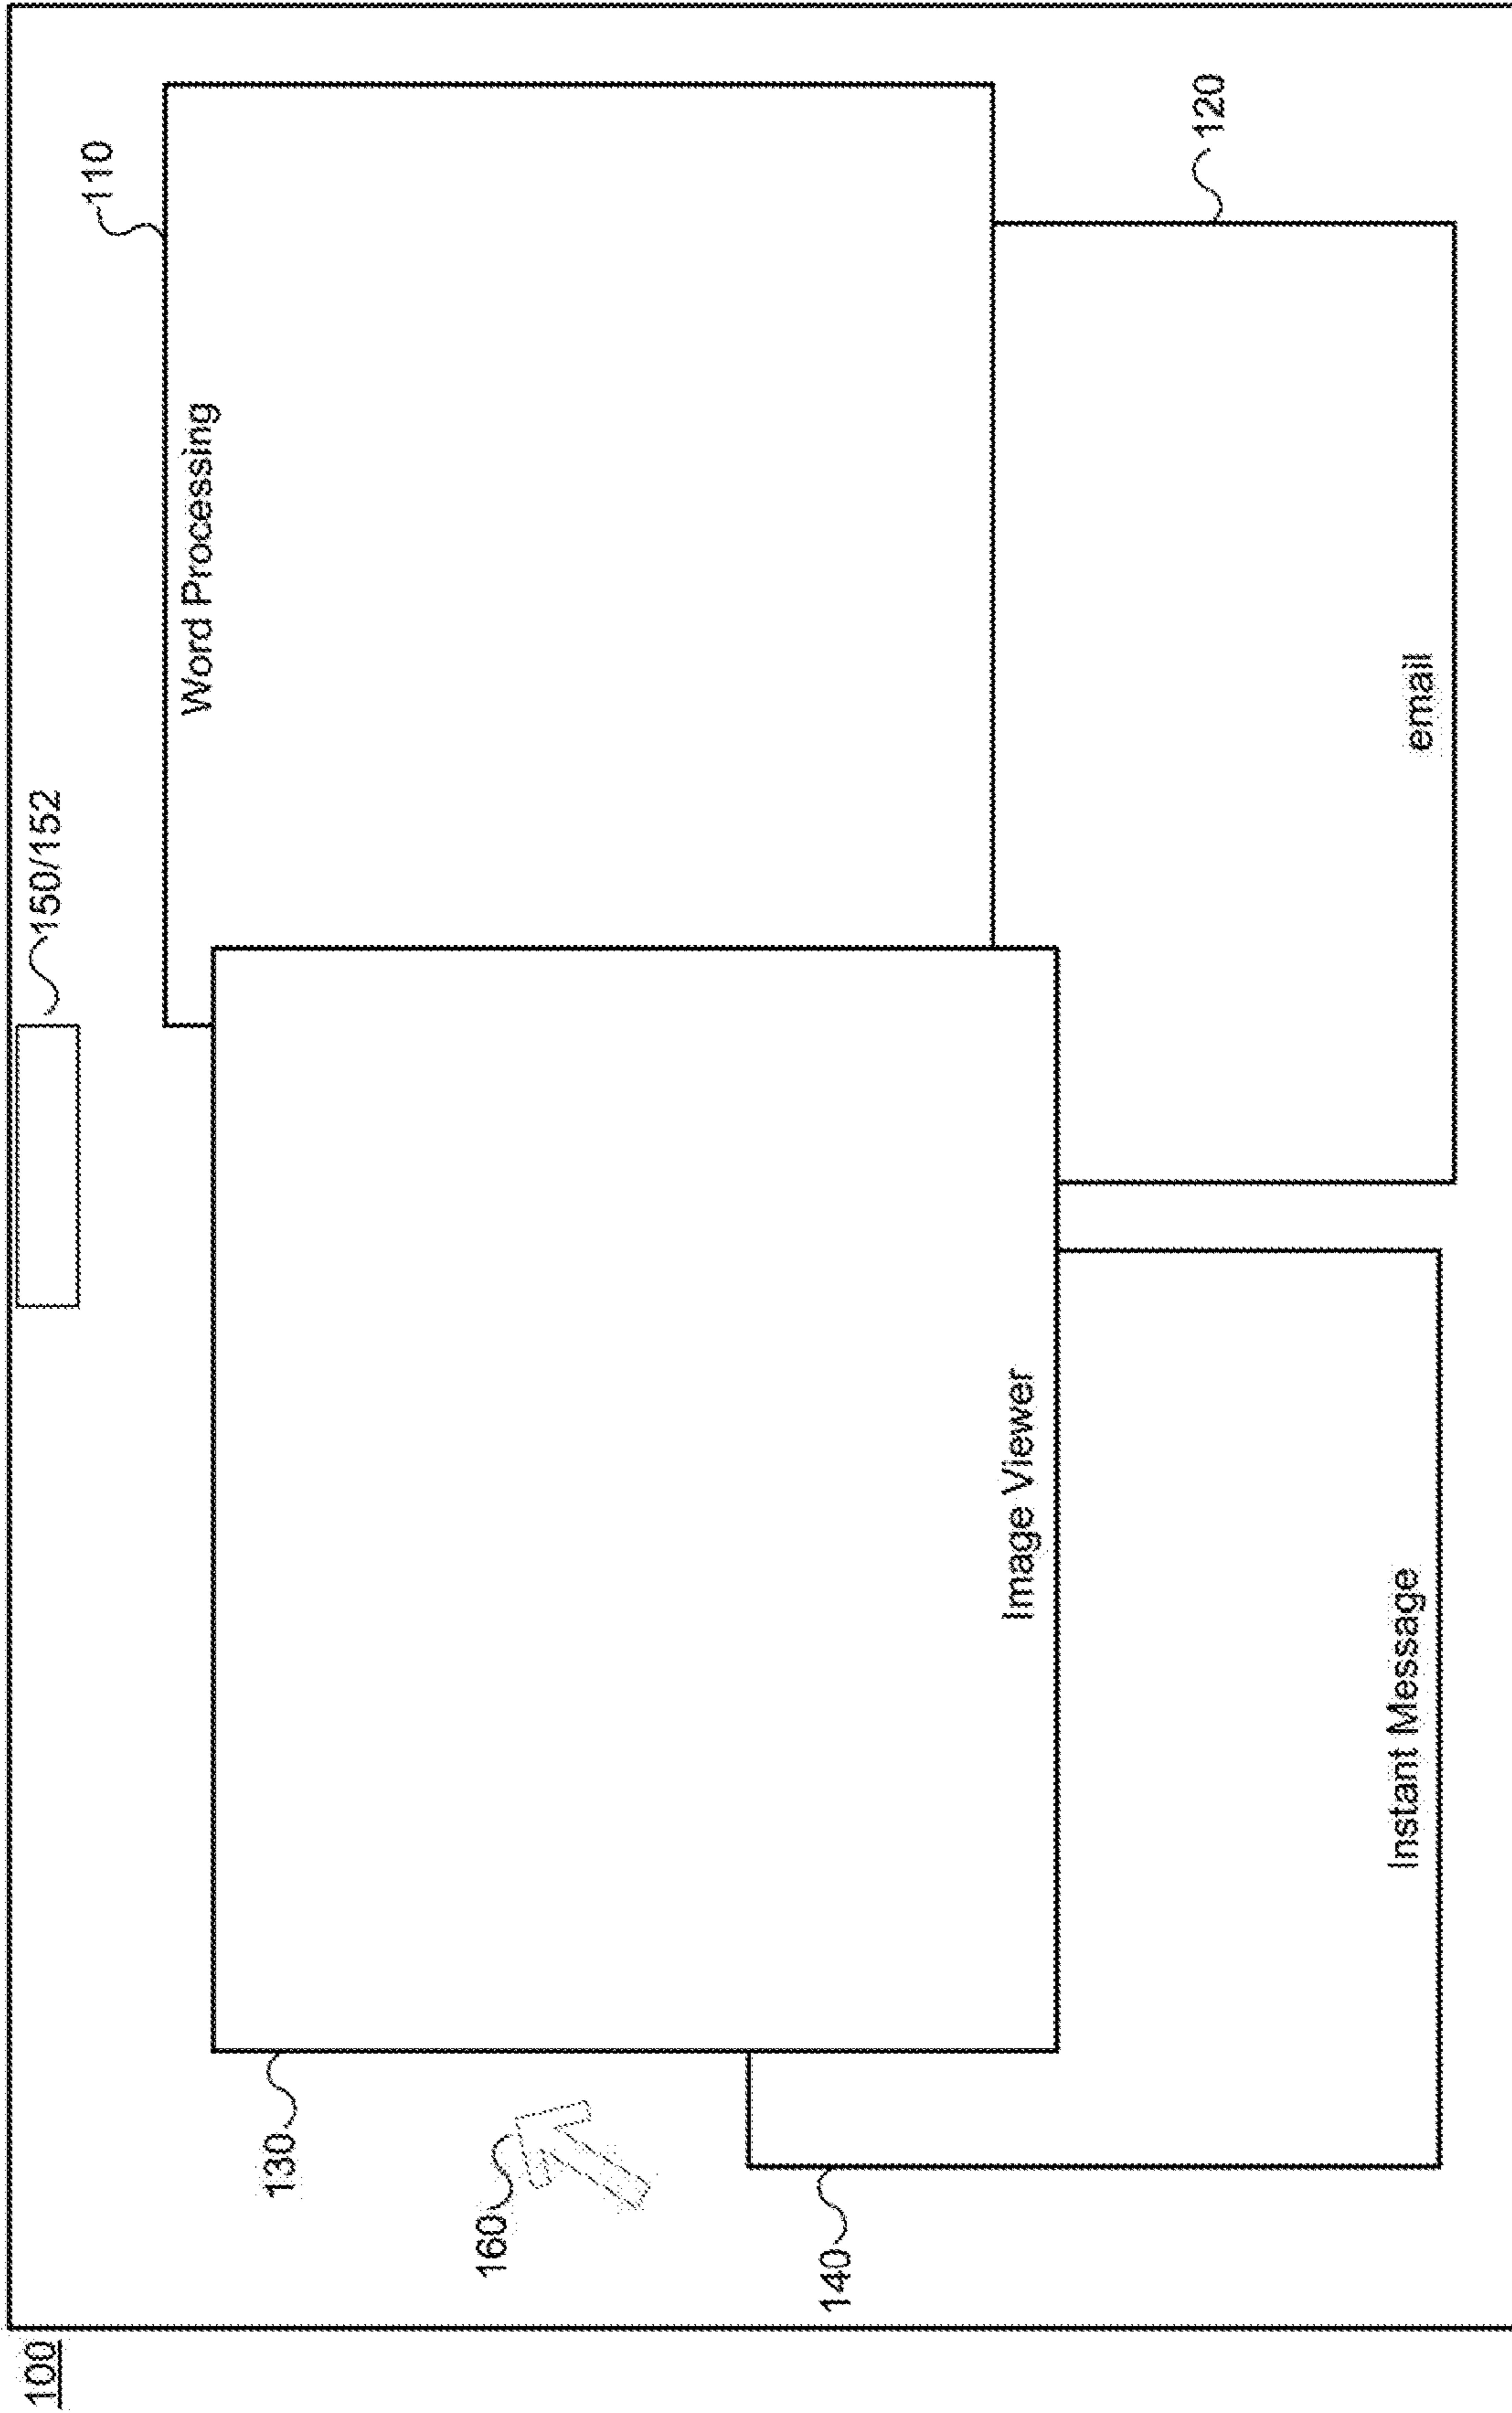 100
150/152
110
Word Processing
130
160
Image Viewer
120
140
Instant Message
email